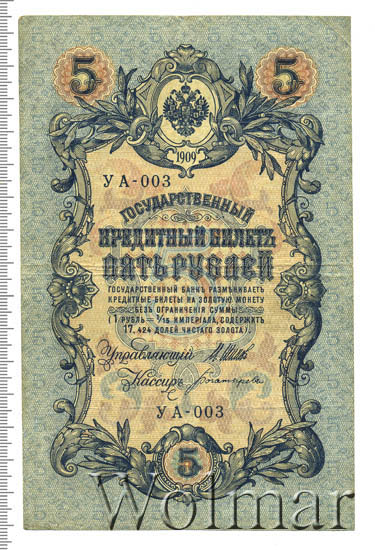 5 5
1909
УА-003
ГОСУДАРСТВЕННЫЙ
КРЕДИТНЫЙ БИЛЕТЪ
ПЯТЬ РУБЛЕЙ
ГОСУДАРСТВЕННЫЙ БАНКЪ РАЗМѢНИВАЕТЪ
КРЕДИТНЫЕ БИЛЕТЫ НА ЗОЛОТУЮ МОНЕТУ
БЕЗЪ ОГРАНИЧЕНІЯ СУММЫ
(1 РУБЛЬ = 1/15 ИМПЕРІАЛА, СОДЕРЖИТЪ
17,424 ДОЛЕЙ ЧИСТАГО ЗОЛОТА).
Управляющій И. Шипов
Кассиръ Богатырев
УА-003
5
Wolmar